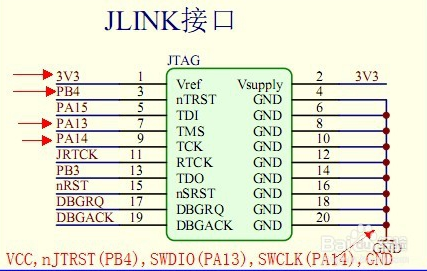 JLINK接口
JTAG
3V3 1 Vref Vsupply 2 3V3
PB4 3 nTRST GND 4
PA15 5 TDI GND 6
PA13 7 TMS GND 8
PA14 9 TCK GND 10
JRTCK 11 RTCK GND 12
PB3 13 TDO GND 14
nRST 15 nSRST GND 16
DBGRQ 17 DBGRQ GND 18
DBGACK 19 DBGACK GND 20
GND
VCC,nJTRST(PB4),SWDIO(PA13),SWCLK(PA14),GND